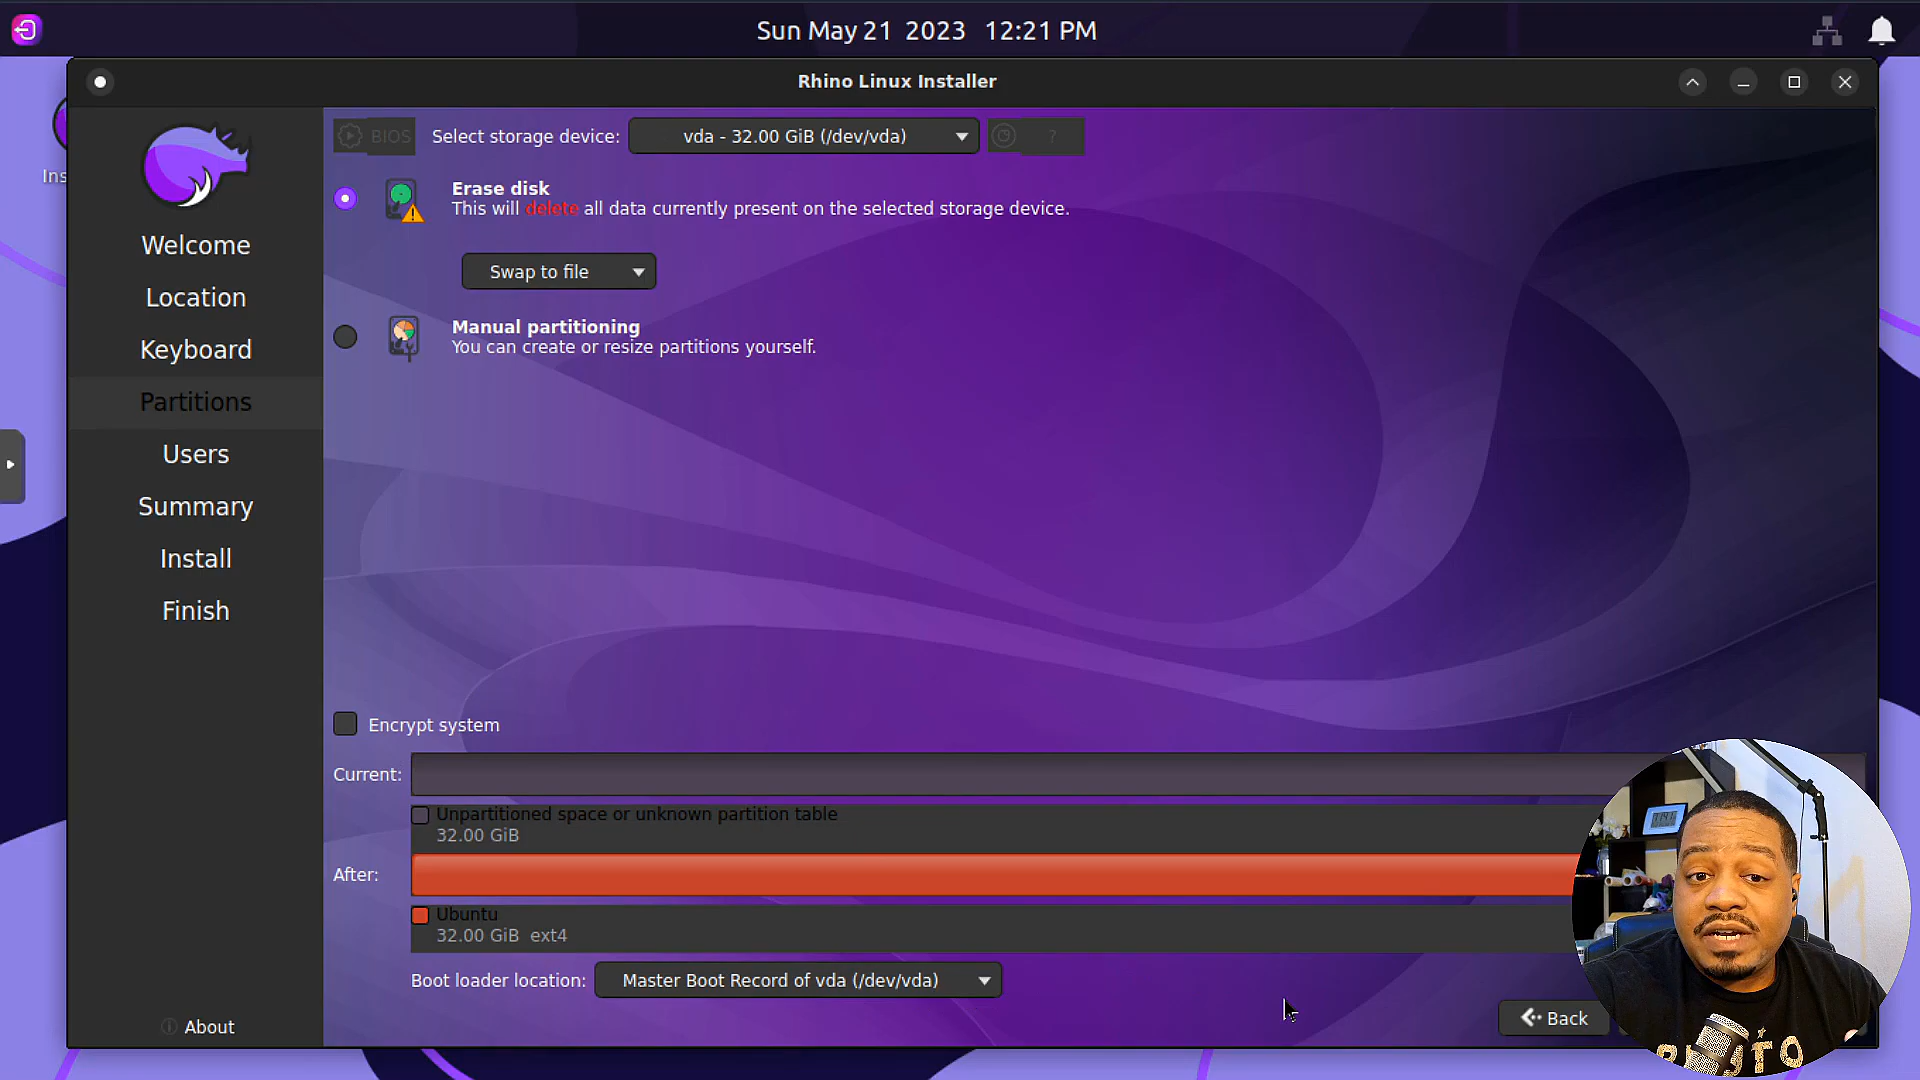 Sun May 21 2023 12:21 PM
Rhino Linux Installer
Ins
BIOS
Select storage device:
vda - 32.00 GiB (/dev/vda)
?
Erase disk
This will delete all data currently present on the selected storage device.
Swap to file
Manual partitioning
You can create or resize partitions yourself.
Welcome
Location
Keyboard
Partitions
Users
Summary
Install
Finish
About
Encrypt system
Current:
Unpartitioned space or unknown partition table
32.00 GiB
After:
Ubuntu
32.00 GiB ext4
Boot loader location:
Master Boot Record of vda (/dev/vda)
Back